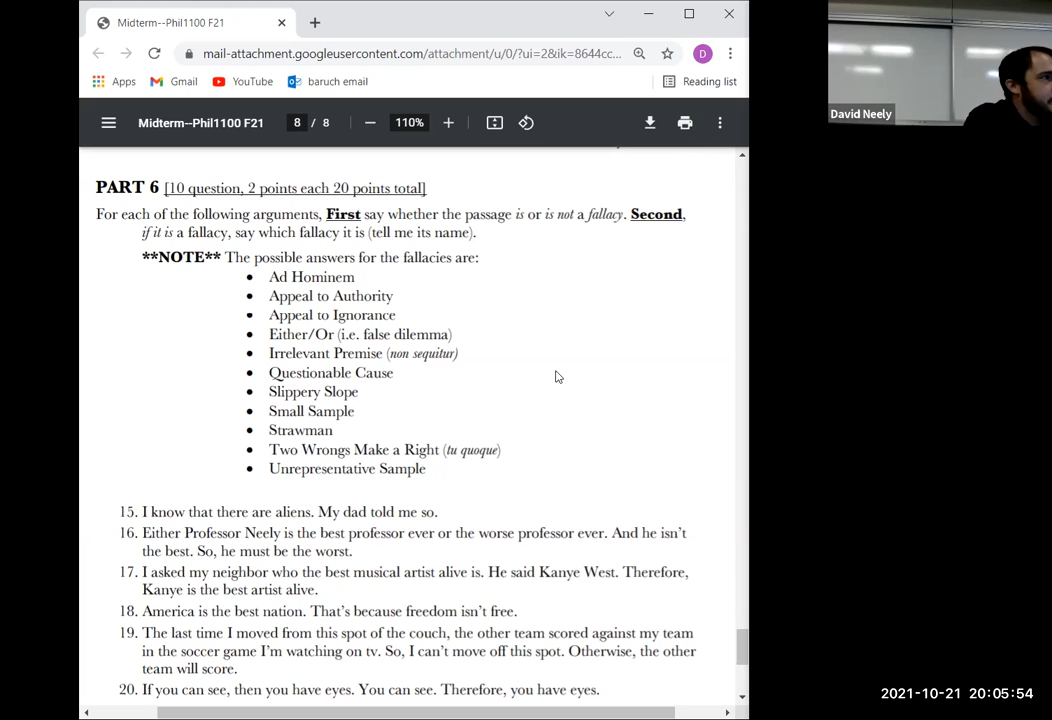 Midterm--Phil1100 F21
mail-attachment.googleusercontent.com/attachment/u/0/?ui=2&ik=8644cc...
D
Apps
Gmail
YouTube
baruch email
Reading list
Midterm--Phil1100 F21
8 / 8
110%
PART 6 [10 question, 2 points each 20 points total]
For each of the following arguments, First say whether the passage is or is not a fallacy. Second,
if it is a fallacy, say which fallacy it is (tell me its name).
**NOTE** The possible answers for the fallacies are:
• Ad Hominem
• Appeal to Authority
• Appeal to Ignorance
• Either/Or (i.e. false dilemma)
• Irrelevant Premise (non sequitur)
• Questionable Cause
• Slippery Slope
• Small Sample
• Strawman
• Two Wrongs Make a Right (tu quoque)
• Unrepresentative Sample
15. I know that there are aliens. My dad told me so.
16. Either Professor Neely is the best professor ever or the worse professor ever. And he isn't
the best. So, he must be the worst.
17. I asked my neighbor who the best musical artist alive is. He said Kanye West. Therefore,
Kanye is the best artist alive.
18. America is the best nation. That's because freedom isn't free.
19. The last time I moved from this spot of the couch, the other team scored against my team
in the soccer game I'm watching on tv. So, I can't move off this spot. Otherwise, the other
team will score.
20. If you can see, then you have eyes. You can see. Therefore, you have eyes.
David Neely
2021-10-21 20:05:54